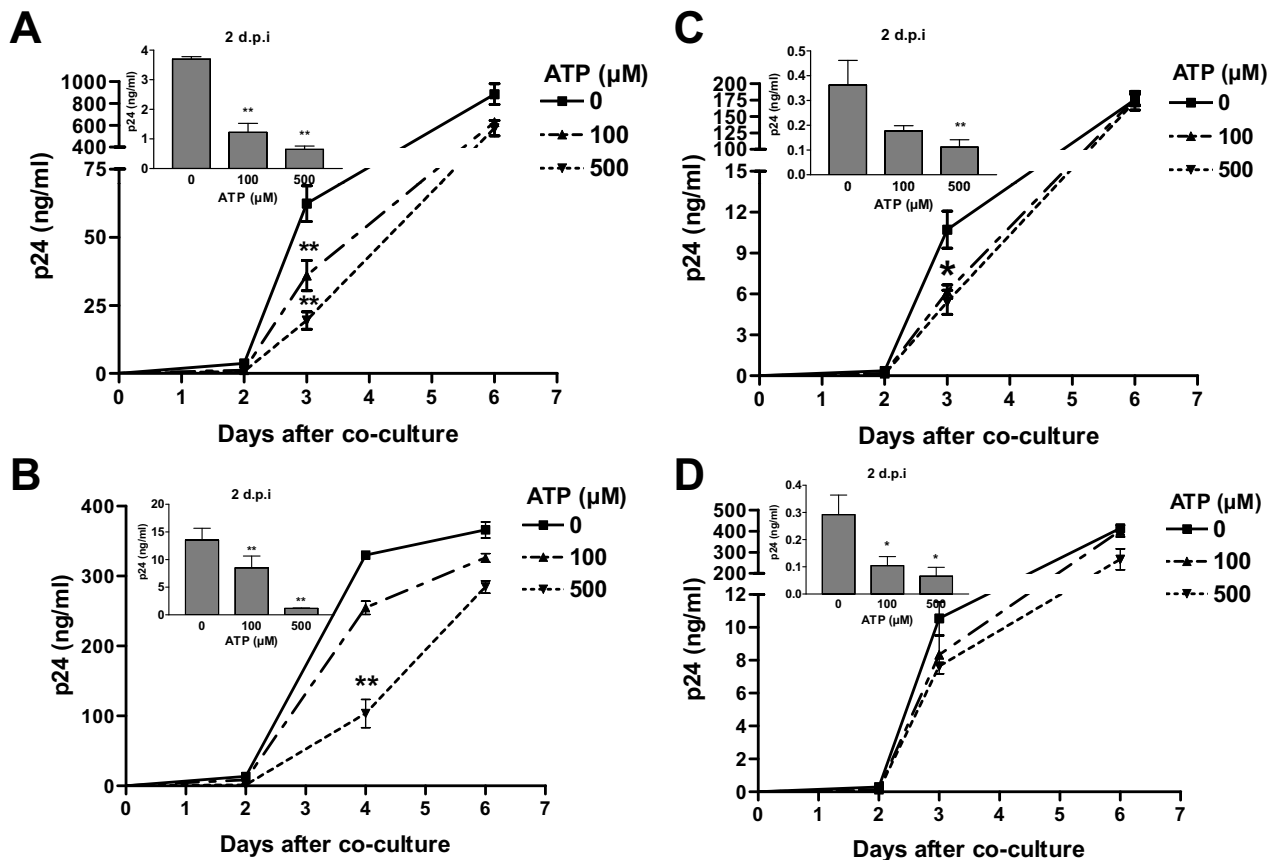 A
2 d.p.i
p24 (ng/ml)
4
3
2
1
0
**
**
0 100 500
ATP (µM)
ATP (µM)
0
100
500
1000
800
600
400
75
50
25
0
p24 (ng/ml)
**
**
0 1 2 3 4 5 6 7
Days after co-culture
C
2 d.p.i
p24 (ng/ml)
0.5
0.4
0.3
0.2
0.1
0.0
**
0 100 500
ATP (µM)
ATP (µM)
0
100
500
200
175
150
125
100
15
12
9
6
3
0
p24 (ng/ml)
*
0 1 2 3 4 5 6 7
Days after co-culture
B
2 d.p.i
p24 (ng/ml)
20
15
10
5
0
**
**
0 100 500
ATP (µM)
ATP (µM)
0
100
500
400
300
200
100
0
p24 (ng/ml)
**
0 1 2 3 4 5 6 7
Days after co-culture
D
2 d.p.i
p24 (ng/ml)
0.4
0.3
0.2
0.1
0.0
*
*
0 100 500
ATP (µM)
ATP (µM)
0
100
500
500
400
300
200
12
10
8
6
4
2
0
p24 (ng/ml)
0 1 2 3 4 5 6 7
Days after co-culture